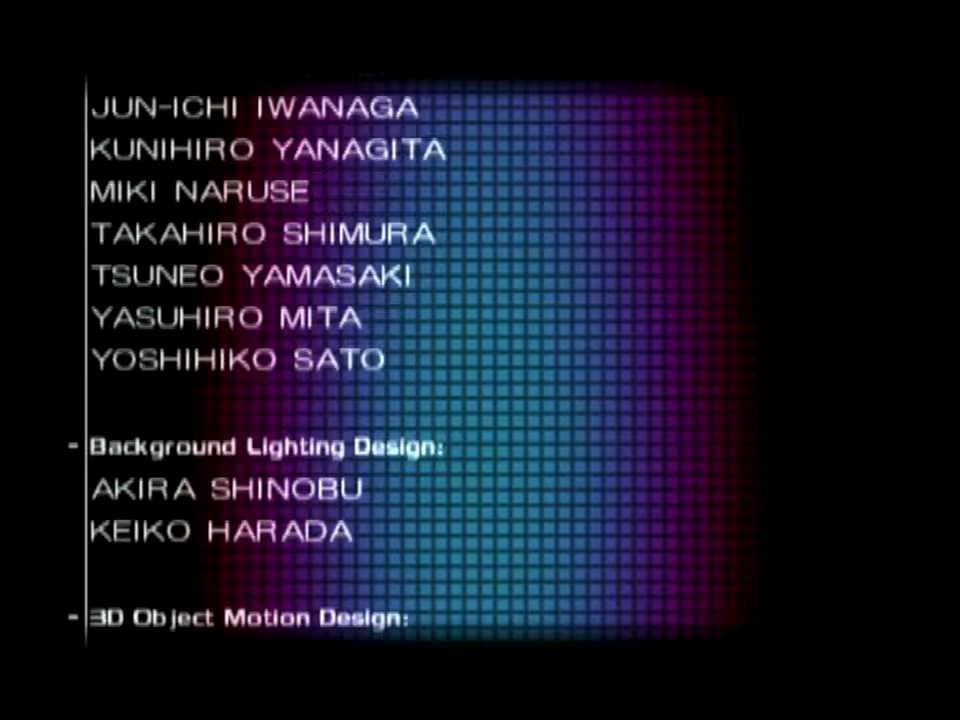 JUN-ICHI IWANAGA
KUNIHIRO YANAGITA
MIKI NARUSE
TAKAHIRO SHIMURA
TSUNEO YAMASAKI
YASUHIRO MITA
YOSHIHIKO SATO
- Background Lighting Design:
AKIRA SHINOBU
KEIKO HARADA
- 3D Object Motion Design: